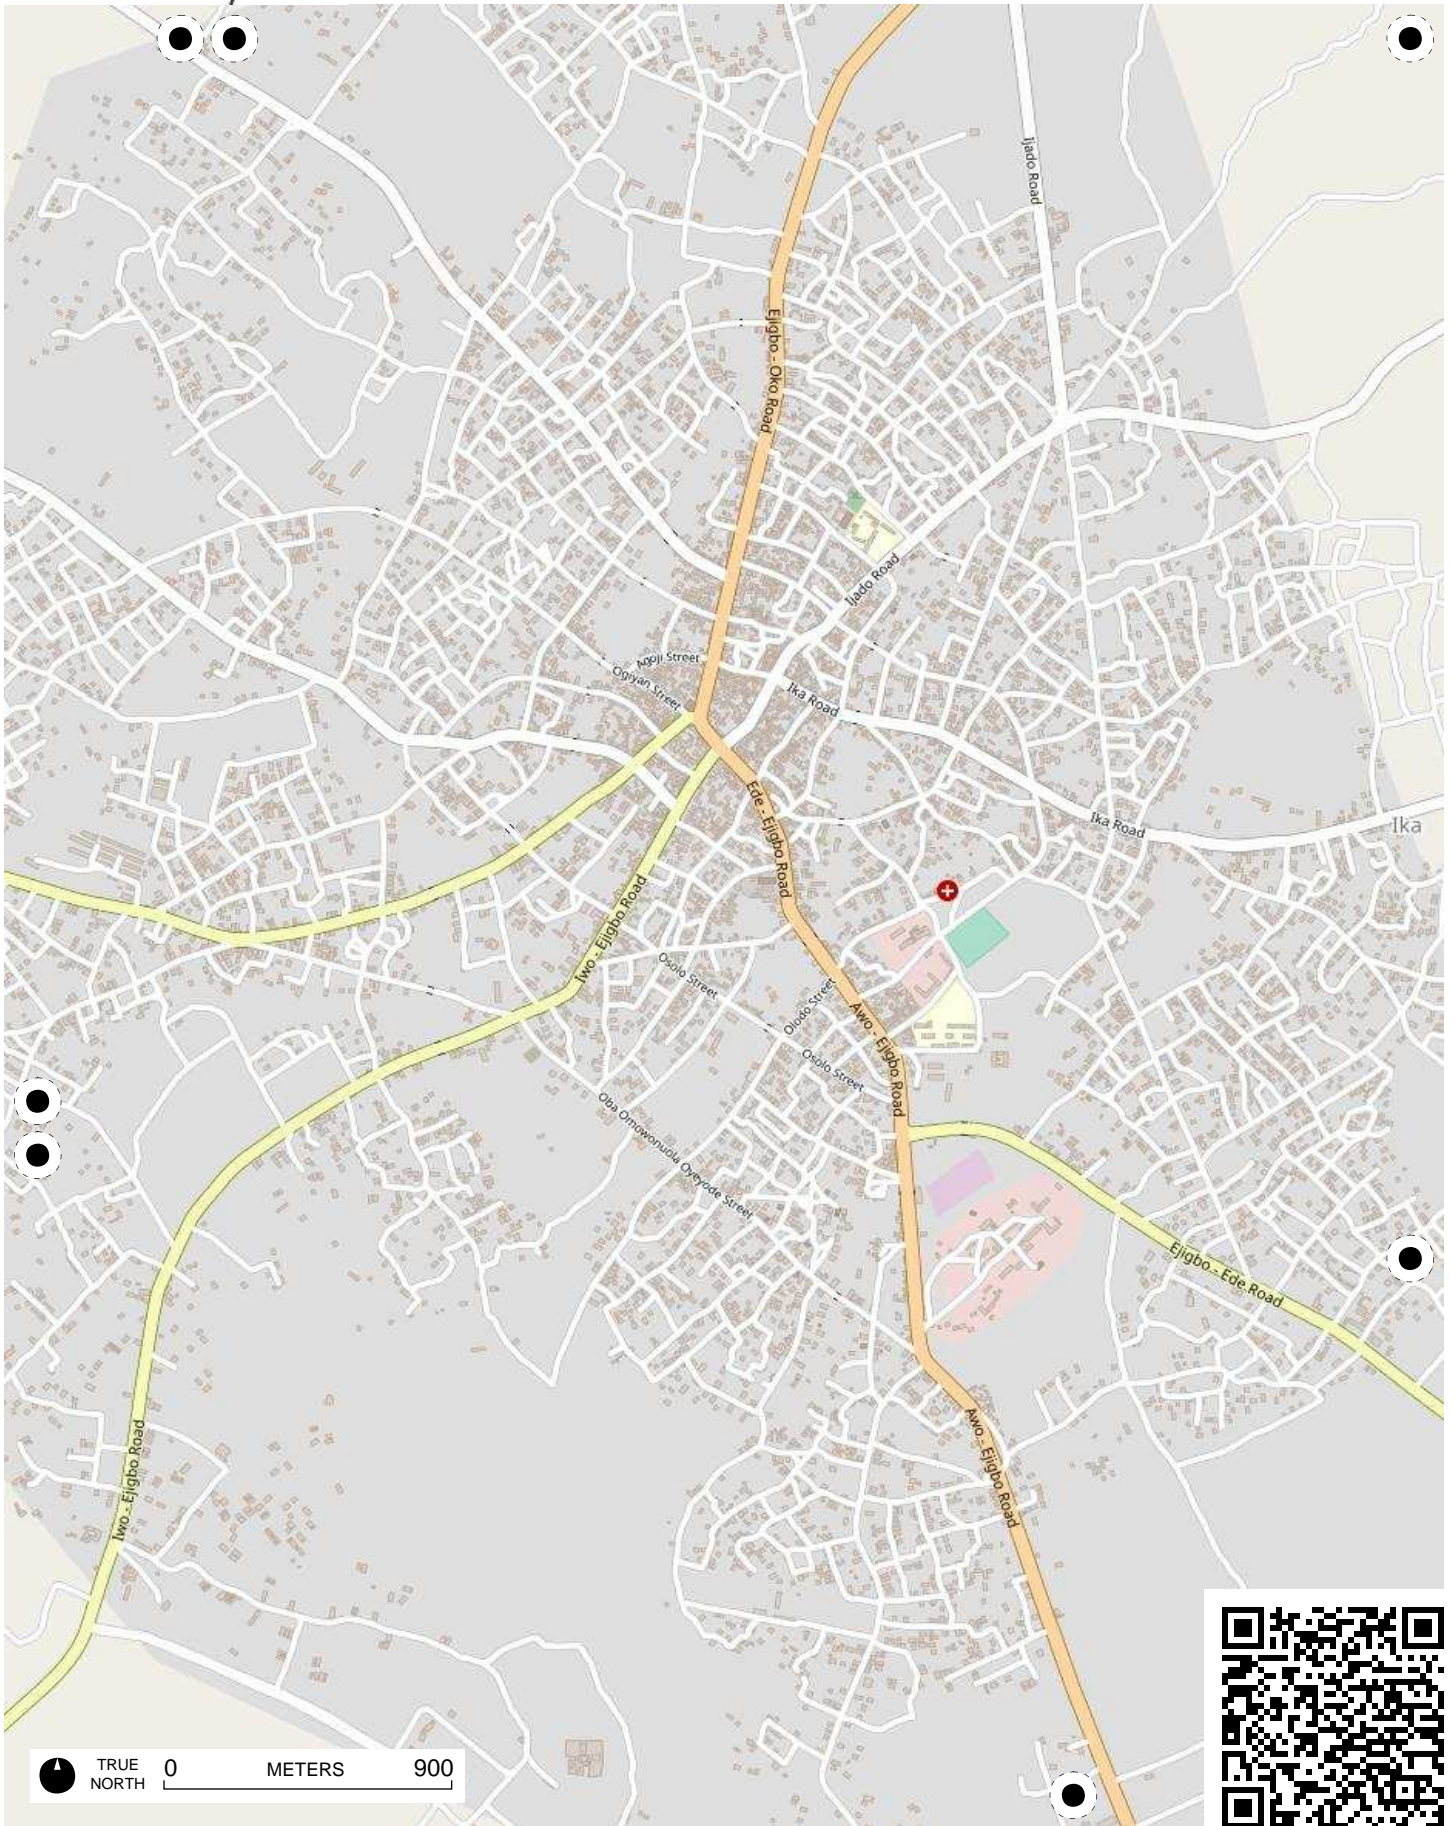 Ijado Road
Ejigbo - Oko Road
Ijado Road
Agoji Street
Ogiyan Street
Ika Road
Ede - Ejigbo Road
Ika Road
Ika
Iwo - Ejigbo Road
Osolo Street
Olodo Street
Awo - Ejigbo Road
Osolo Street
Oba Omowonuola Oyeyode Street
Ejigbo - Ede Road
Iwo - Ejigbo Road
Awo - Ejigbo Road
TRUE
NORTH
0 METERS 900